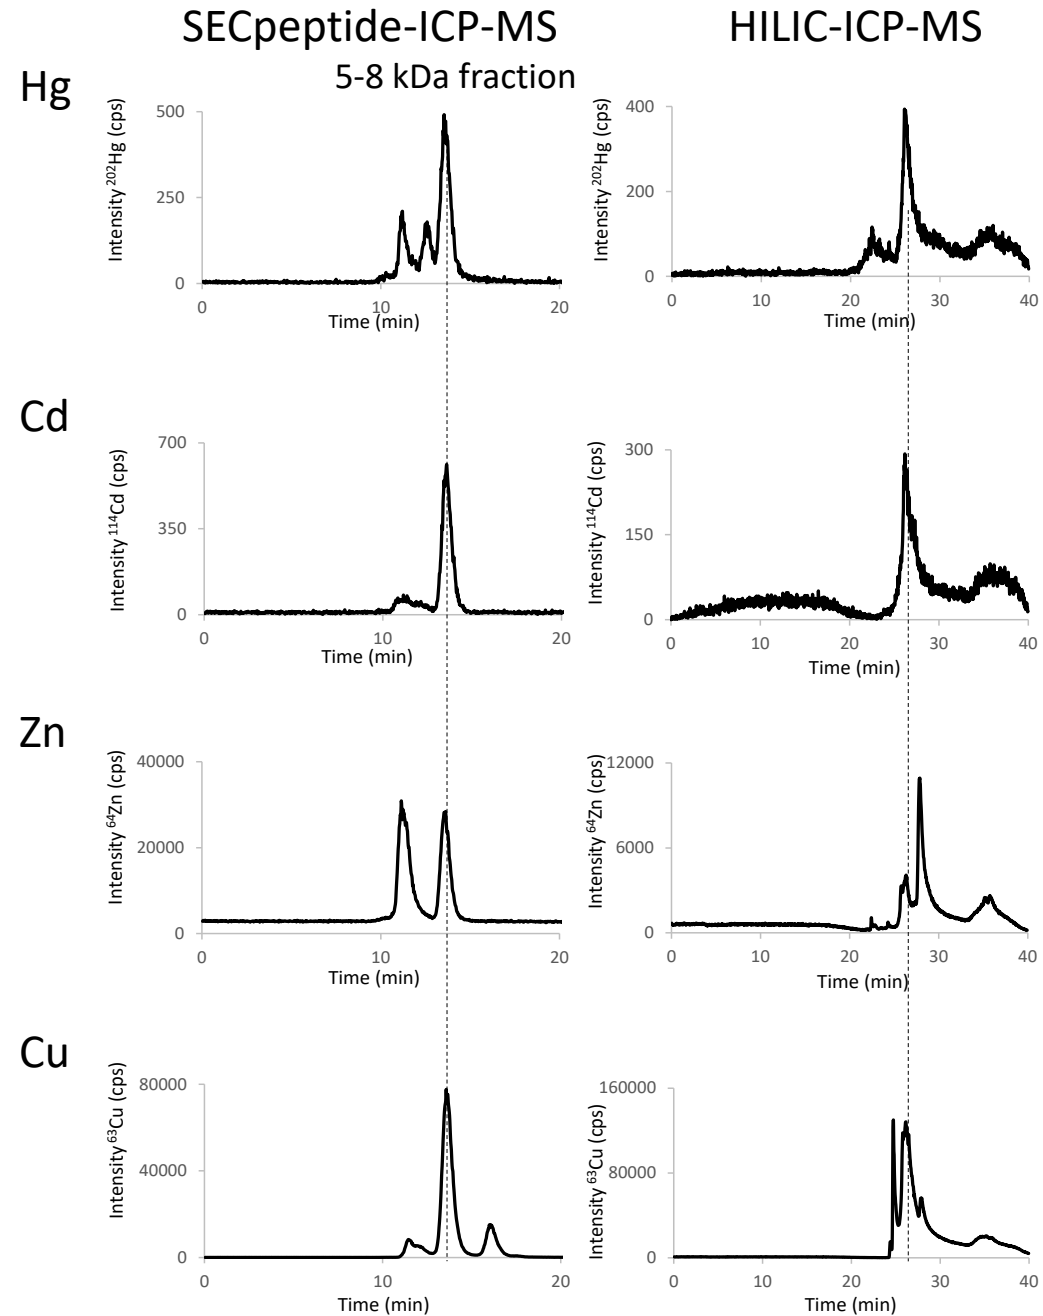 SECpeptide-ICP-MS
HILIC-ICP-MS
5-8 kDa fraction
Hg
Intensity ²⁰²Hg (cps)
500
250
0
0
10
20
Time (min)
Intensity ²⁰²Hg (cps)
400
200
0
0
10
20
30
40
Time (min)
Cd
Intensity ¹¹⁴Cd (cps)
700
350
0
0
10
20
Time (min)
Intensity ¹¹⁴Cd (cps)
300
150
0
0
10
20
30
40
Time (min)
Zn
Intensity ⁶⁴Zn (cps)
40000
20000
0
0
10
20
Time (min)
Intensity ⁶⁴Zn (cps)
12000
6000
0
0
10
20
30
40
Time (min)
Cu
Intensity ⁶³Cu (cps)
80000
40000
0
0
10
20
Time (min)
Intensity ⁶³Cu (cps)
160000
80000
0
0
10
20
30
40
Time (min)